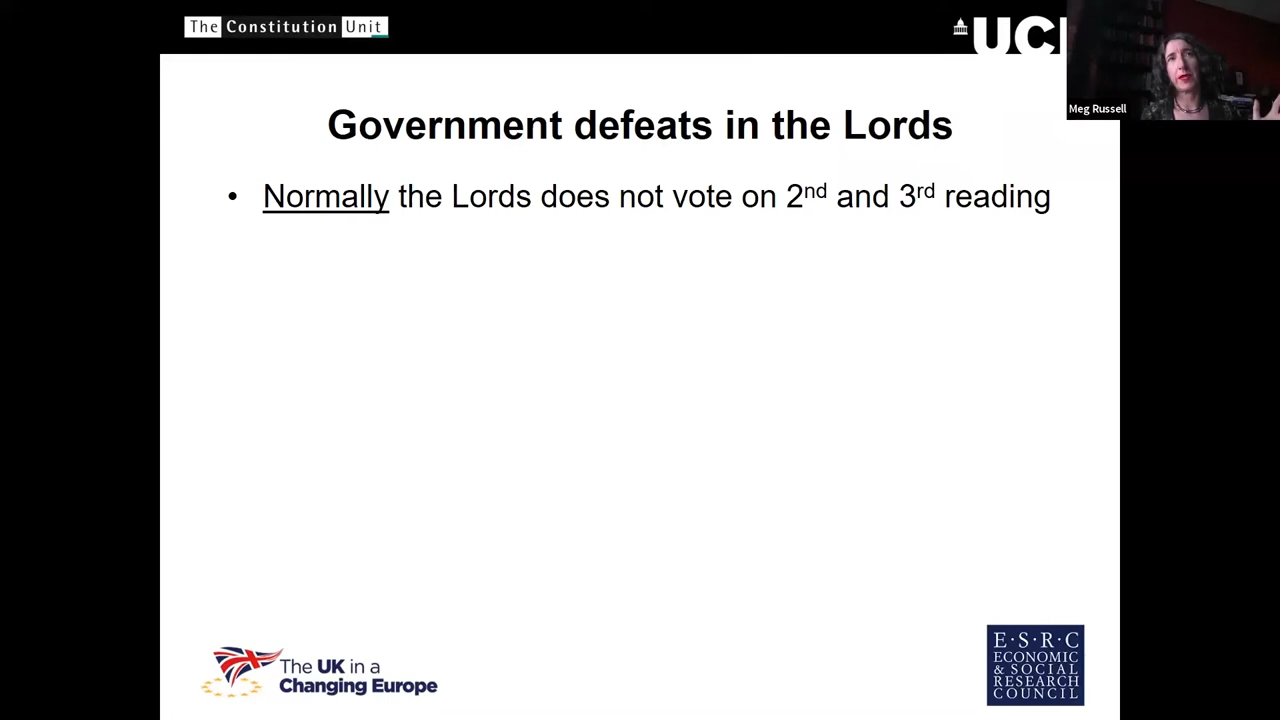 The Constitution Unit
UCL
Meg Russell
Government defeats in the Lords
• Normally the Lords does not vote on 2nd and 3rd reading
The UK in a
Changing Europe
E·S·R·C
ECONOMIC
& SOCIAL
RESEARCH
COUNCIL